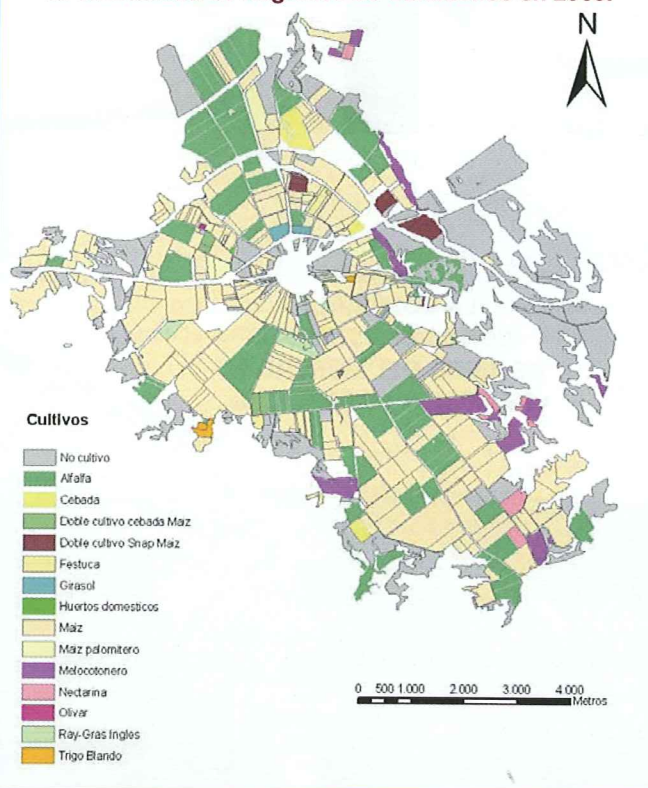 N
Cultivos
No cultivo
Alfalfa
Cebada
Doble cultivo cebada Maiz
Doble cultivo Snap Maiz
Festuca
Girasol
Huertos domesticos
Maiz
Maiz palomitero
Melocotonero
Nectarina
Olivar
Ray-Gras Ingles
Trigo Blando
0 500 1.000 2.000 3.000 4.000
Metros